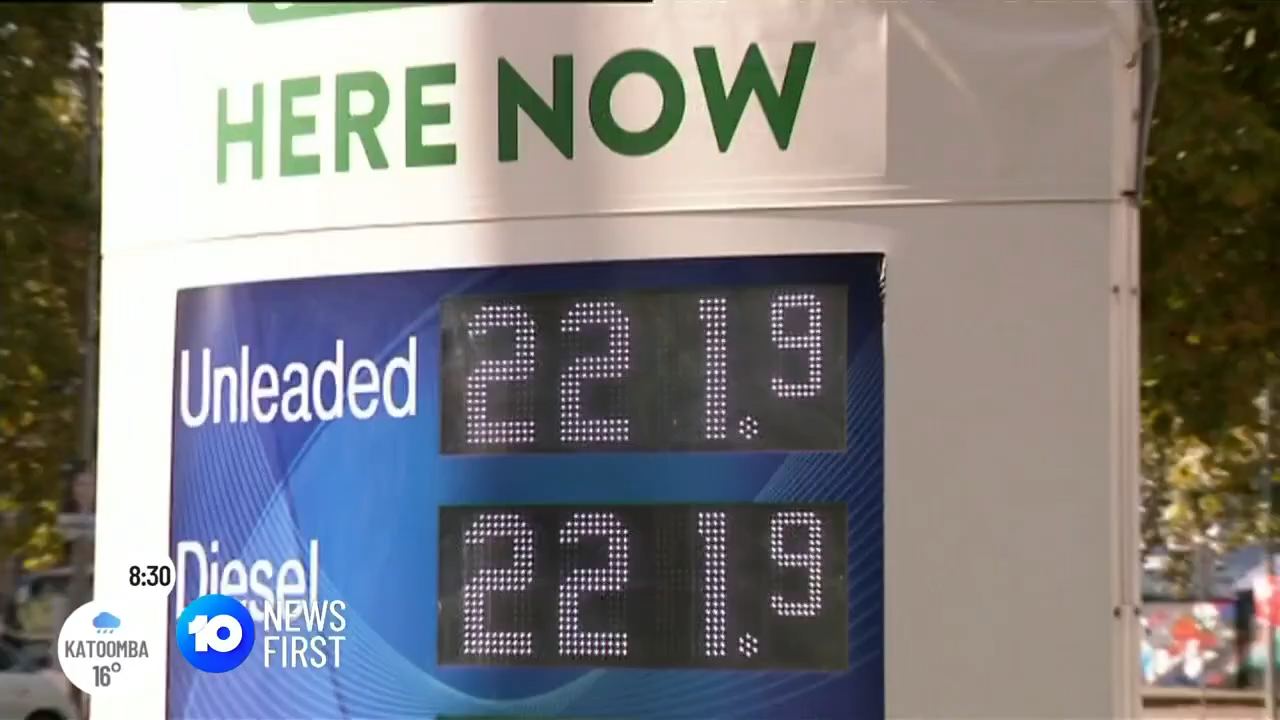 HERE NOW
Unleaded 221.9
Diesel 221.9
8:30
KATOOMBA
16°
10 NEWS
FIRST